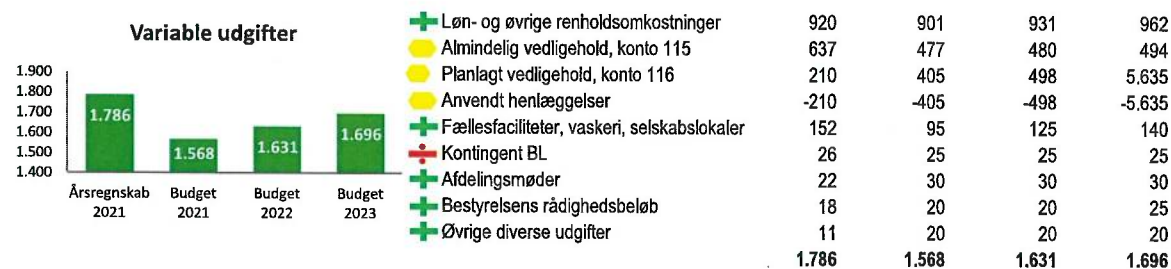 Variable udgifter
1.900
1.800
1.700
1.600
1.500
1.400
1.786
1.568
1.631
1.696
Årsregnskab 2021
Budget 2021
Budget 2022
Budget 2023
Løn- og øvrige renholdsomkostninger 920 901 931 962
Almindelig vedligehold, konto 115 637 477 480 494
Planlagt vedligehold, konto 116 210 405 498 5.635
Anvendt henlæggelser -210 -405 -498 -5.635
Fællesfaciliteter, vaskeri, selskabslokaler 152 95 125 140
Kontingent BL 26 25 25 25
Afdelingsmøder 22 30 30 30
Bestyrelsens rådighedsbeløb 18 20 20 25
Øvrige diverse udgifter 11 20 20 20
1.786 1.568 1.631 1.696